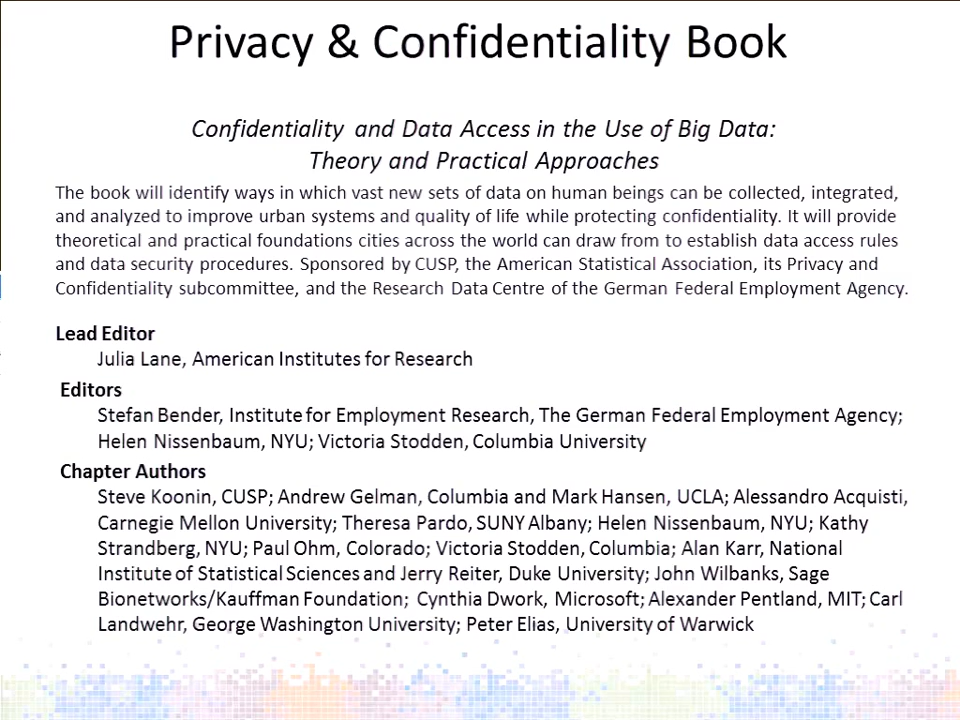 Privacy & Confidentiality Book
Confidentiality and Data Access in the Use of Big Data:
Theory and Practical Approaches
The book will identify ways in which vast new sets of data on human beings can be collected, integrated,
and analyzed to improve urban systems and quality of life while protecting confidentiality. It will provide
theoretical and practical foundations cities across the world can draw from to establish data access rules
and data security procedures. Sponsored by CUSP, the American Statistical Association, its Privacy and
Confidentiality subcommittee, and the Research Data Centre of the German Federal Employment Agency.
Lead Editor
Julia Lane, American Institutes for Research
Editors
Stefan Bender, Institute for Employment Research, The German Federal Employment Agency;
Helen Nissenbaum, NYU; Victoria Stodden, Columbia University
Chapter Authors
Steve Koonin, CUSP; Andrew Gelman, Columbia and Mark Hansen, UCLA; Alessandro Acquisti,
Carnegie Mellon University; Theresa Pardo, SUNY Albany; Helen Nissenbaum, NYU; Kathy
Strandberg, NYU; Paul Ohm, Colorado; Victoria Stodden, Columbia; Alan Karr, National
Institute of Statistical Sciences and Jerry Reiter, Duke University; John Wilbanks, Sage
Bionetworks/Kauffman Foundation; Cynthia Dwork, Microsoft; Alexander Pentland, MIT; Carl
Landwehr, George Washington University; Peter Elias, University of Warwick